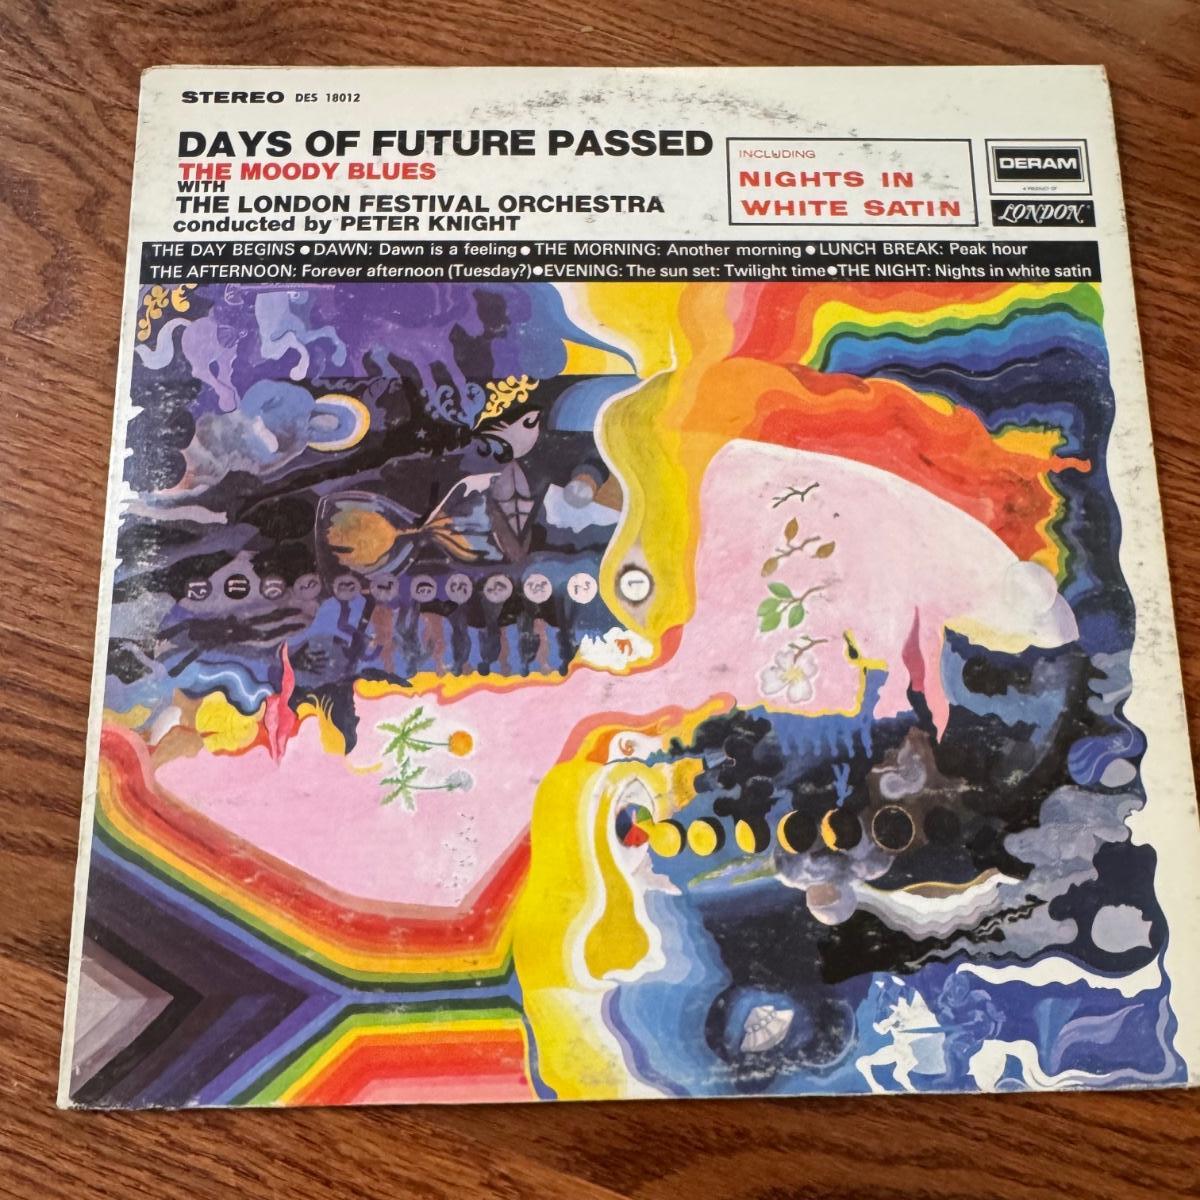 STEREO DES 18012
DAYS OF FUTURE PASSED
THE MOODY BLUES
WITH
THE LONDON FESTIVAL ORCHESTRA
conducted by PETER KNIGHT
INCLUDING
NIGHTS IN
WHITE SATIN
DERAM
A PRODUCT OF
LONDON
THE DAY BEGINS ● DAWN: Dawn is a feeling ● THE MORNING: Another morning ● LUNCH BREAK: Peak hour
THE AFTERNOON: Forever afternoon (Tuesday?) ● EVENING: The sun set: Twilight time ● THE NIGHT: Nights in white satin